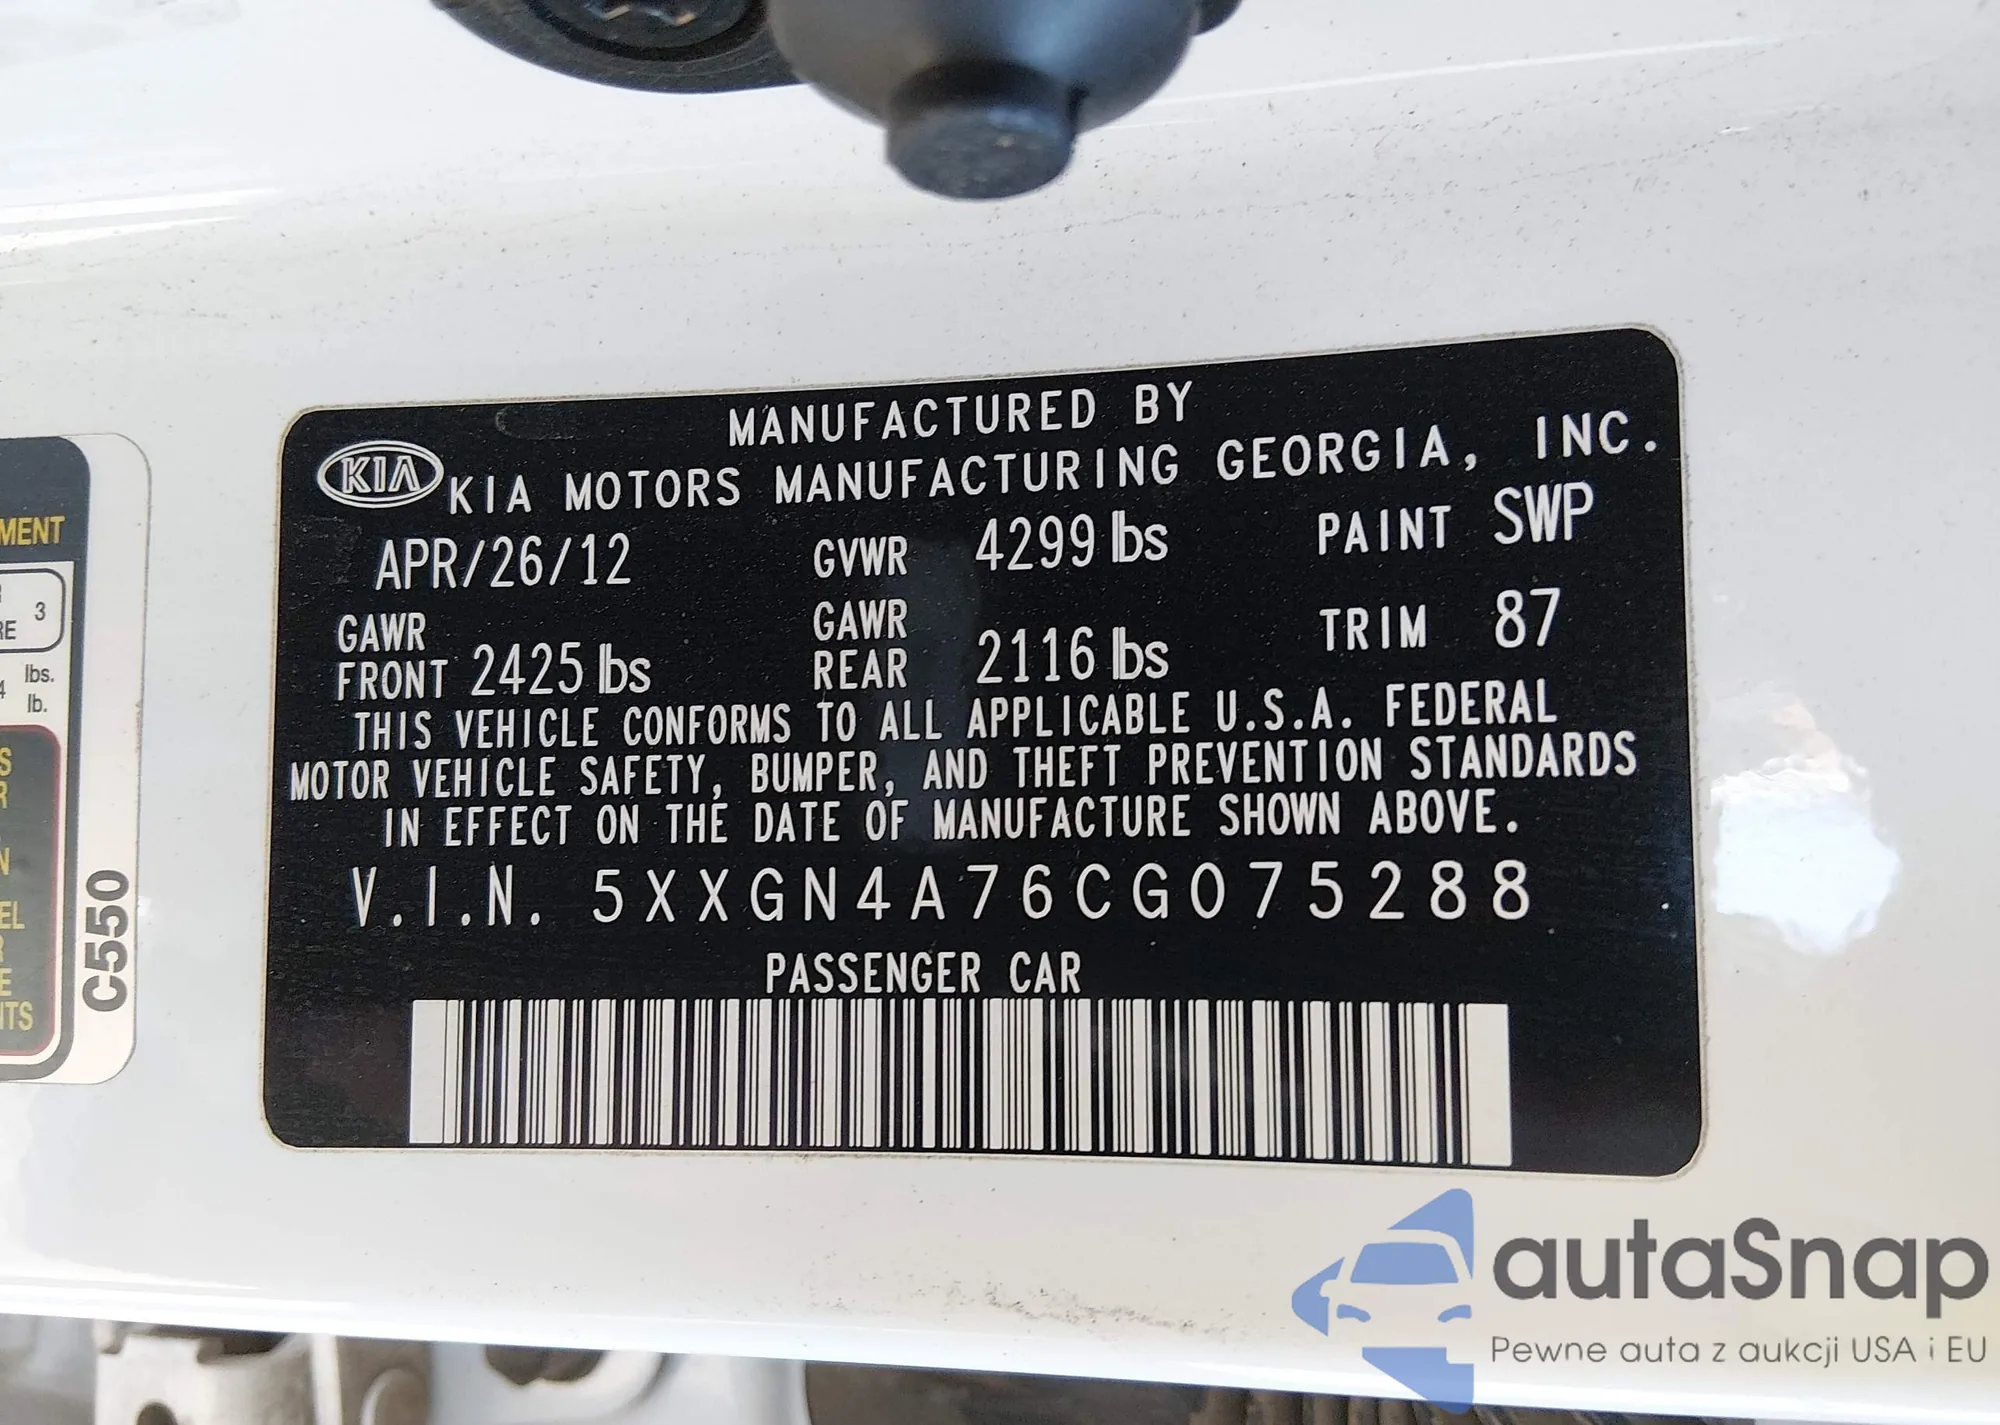 MANUFACTURED BY
KIA KIA MOTORS MANUFACTURING GEORGIA, INC.
APR/26/12 GVWR 4299 lbs PAINT SWP
GAWR FRONT 2425 lbs GAWR REAR 2116 lbs TRIM 87
THIS VEHICLE CONFORMS TO ALL APPLICABLE U.S.A. FEDERAL
MOTOR VEHICLE SAFETY, BUMPER, AND THEFT PREVENTION STANDARDS
IN EFFECT ON THE DATE OF MANUFACTURE SHOWN ABOVE.
V.I.N. 5XXGN4A76CG075288
PASSENGER CAR
MENT
3
lbs.
lb.
C550
autaSnap
Pewne auta z aukcji USA i EU